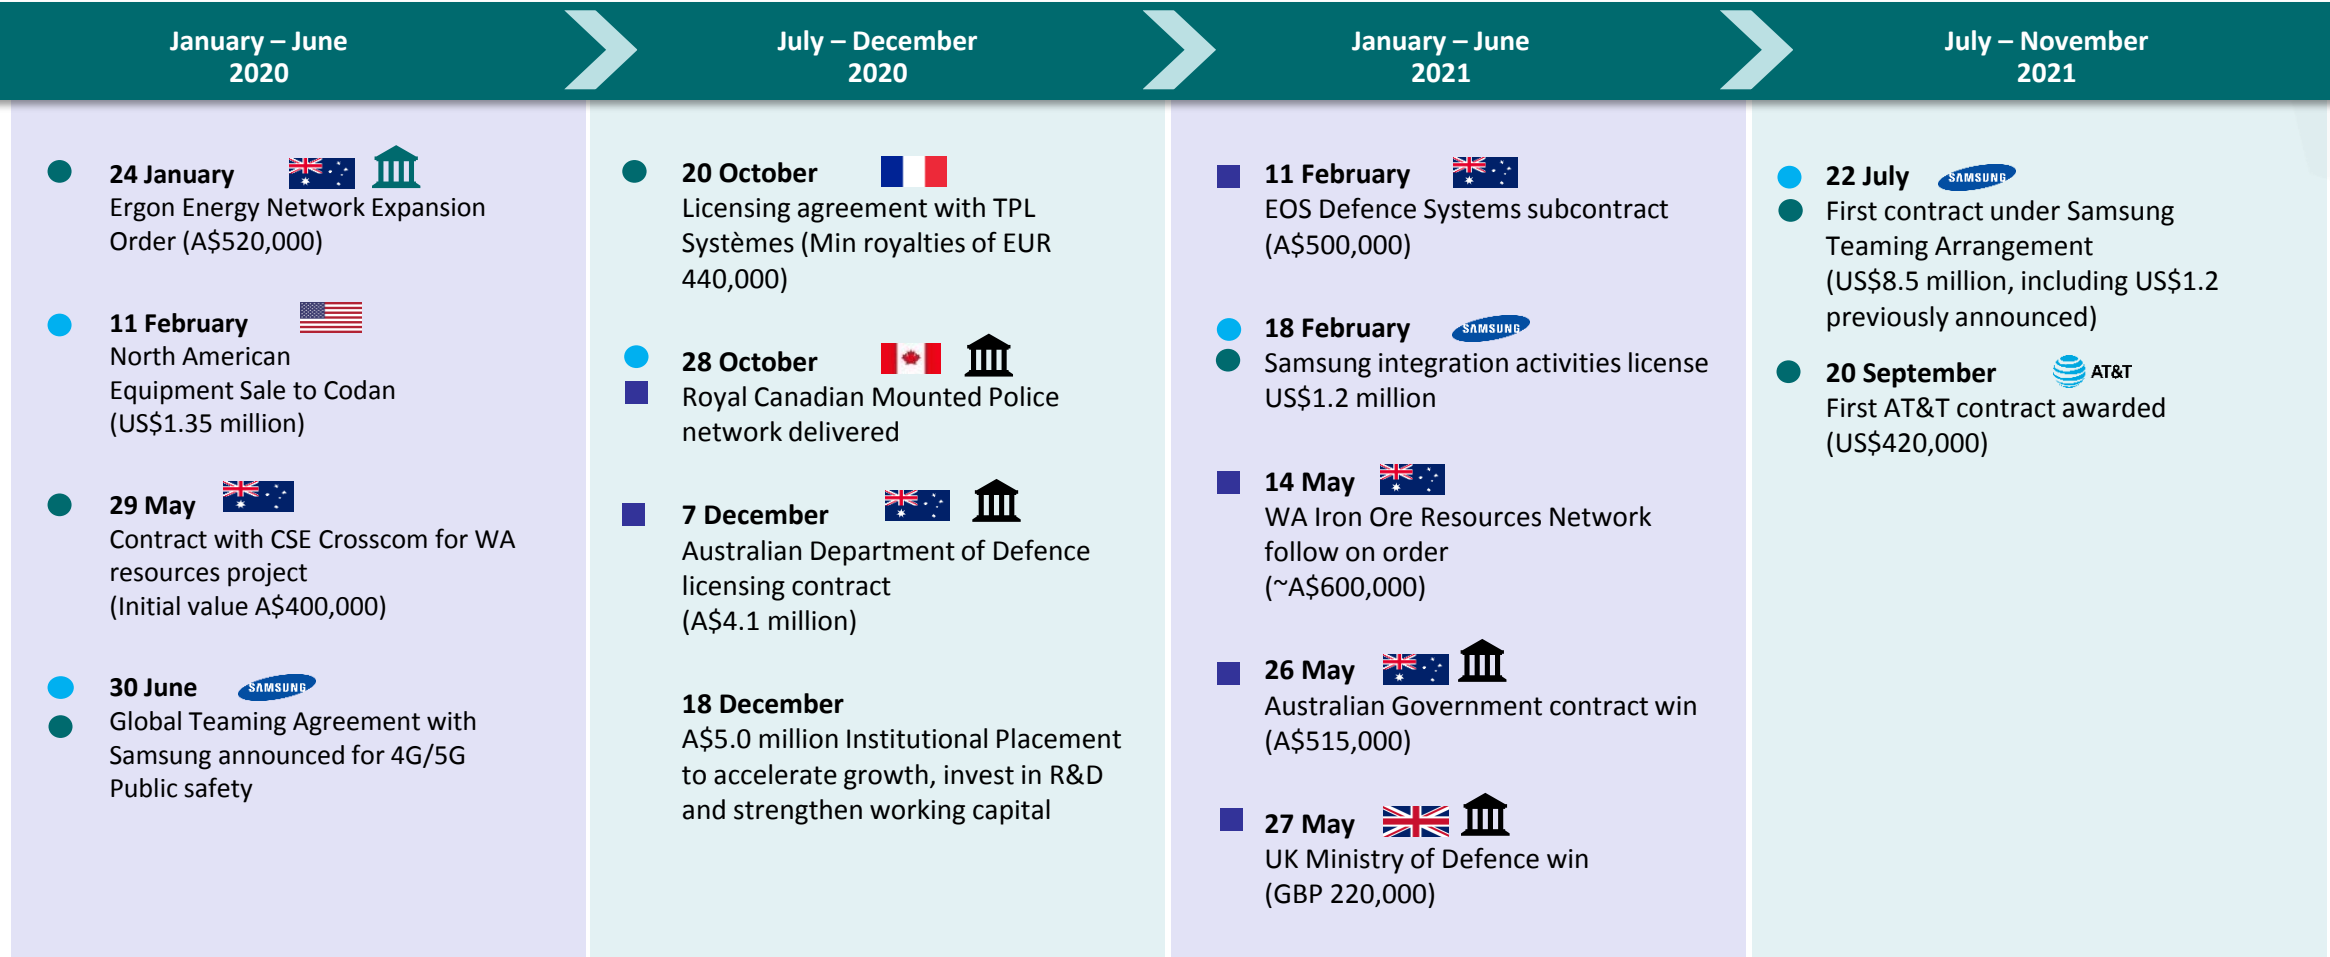 January – June
2020
July – December
2020
January – June
2021
July – November
2021
24 January
Ergon Energy Network Expansion
Order (A$520,000)
11 February
North American
Equipment Sale to Codan
(US$1.35 million)
29 May
Contract with CSE Crosscom for WA
resources project
(Initial value A$400,000)
30 June SAMSUNG
Global Teaming Agreement with
Samsung announced for 4G/5G
Public safety
20 October
Licensing agreement with TPL
Systèmes (Min royalties of EUR
440,000)
28 October
Royal Canadian Mounted Police
network delivered
7 December
Australian Department of Defence
licensing contract
(A$4.1 million)
18 December
A$5.0 million Institutional Placement
to accelerate growth, invest in R&D
and strengthen working capital
11 February
EOS Defence Systems subcontract
(A$500,000)
18 February SAMSUNG
Samsung integration activities license
US$1.2 million
14 May
WA Iron Ore Resources Network
follow on order
(~A$600,000)
26 May
Australian Government contract win
(A$515,000)
27 May
UK Ministry of Defence win
(GBP 220,000)
22 July SAMSUNG
First contract under Samsung
Teaming Arrangement
(US$8.5 million, including US$1.2
previously announced)
20 September AT&T
First AT&T contract awarded
(US$420,000)